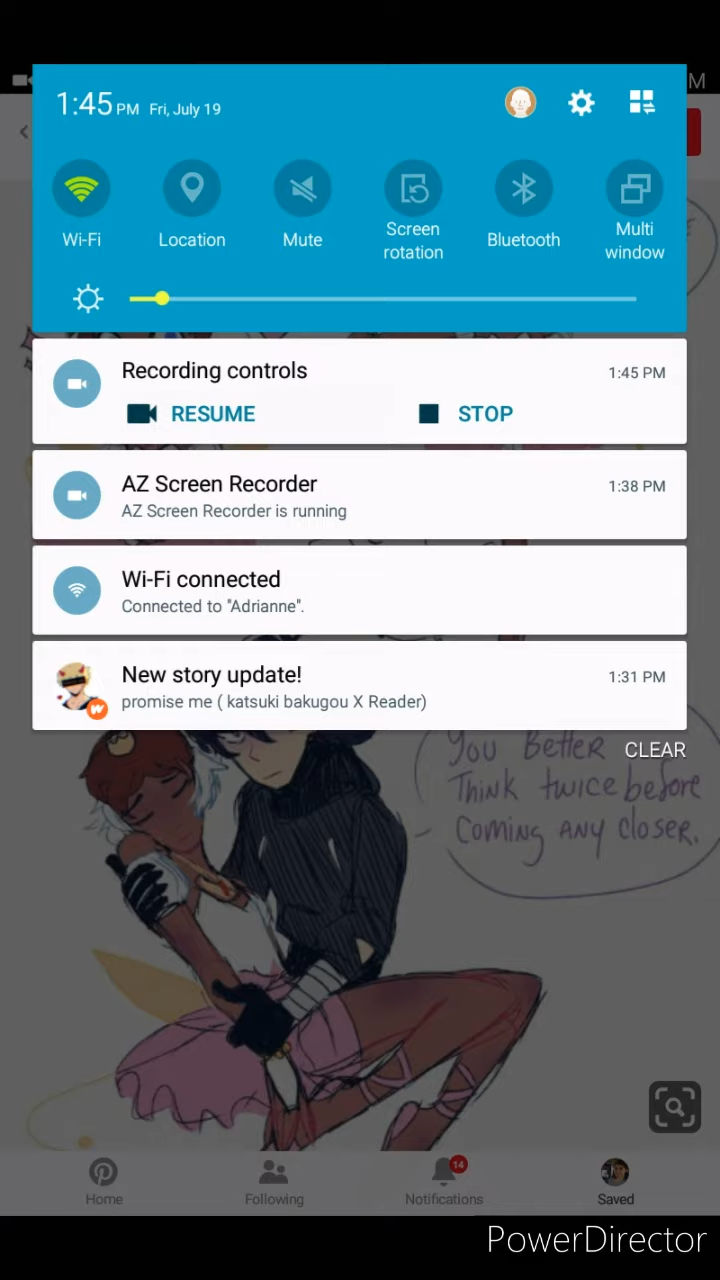 M
1:45 PM Fri, July 19
Wi-Fi
Location
Mute
Screen
rotation
Bluetooth
Multi
window
Recording controls
1:45 PM
RESUME
STOP
AZ Screen Recorder
1:38 PM
AZ Screen Recorder is running
Wi-Fi connected
Connected to "Adrianne".
New story update!
1:31 PM
promise me ( katsuki bakugou X Reader)
CLEAR
You Better
Think twice before
Coming Any closer.
14
Home
Following
Notifications
Saved
PowerDirector